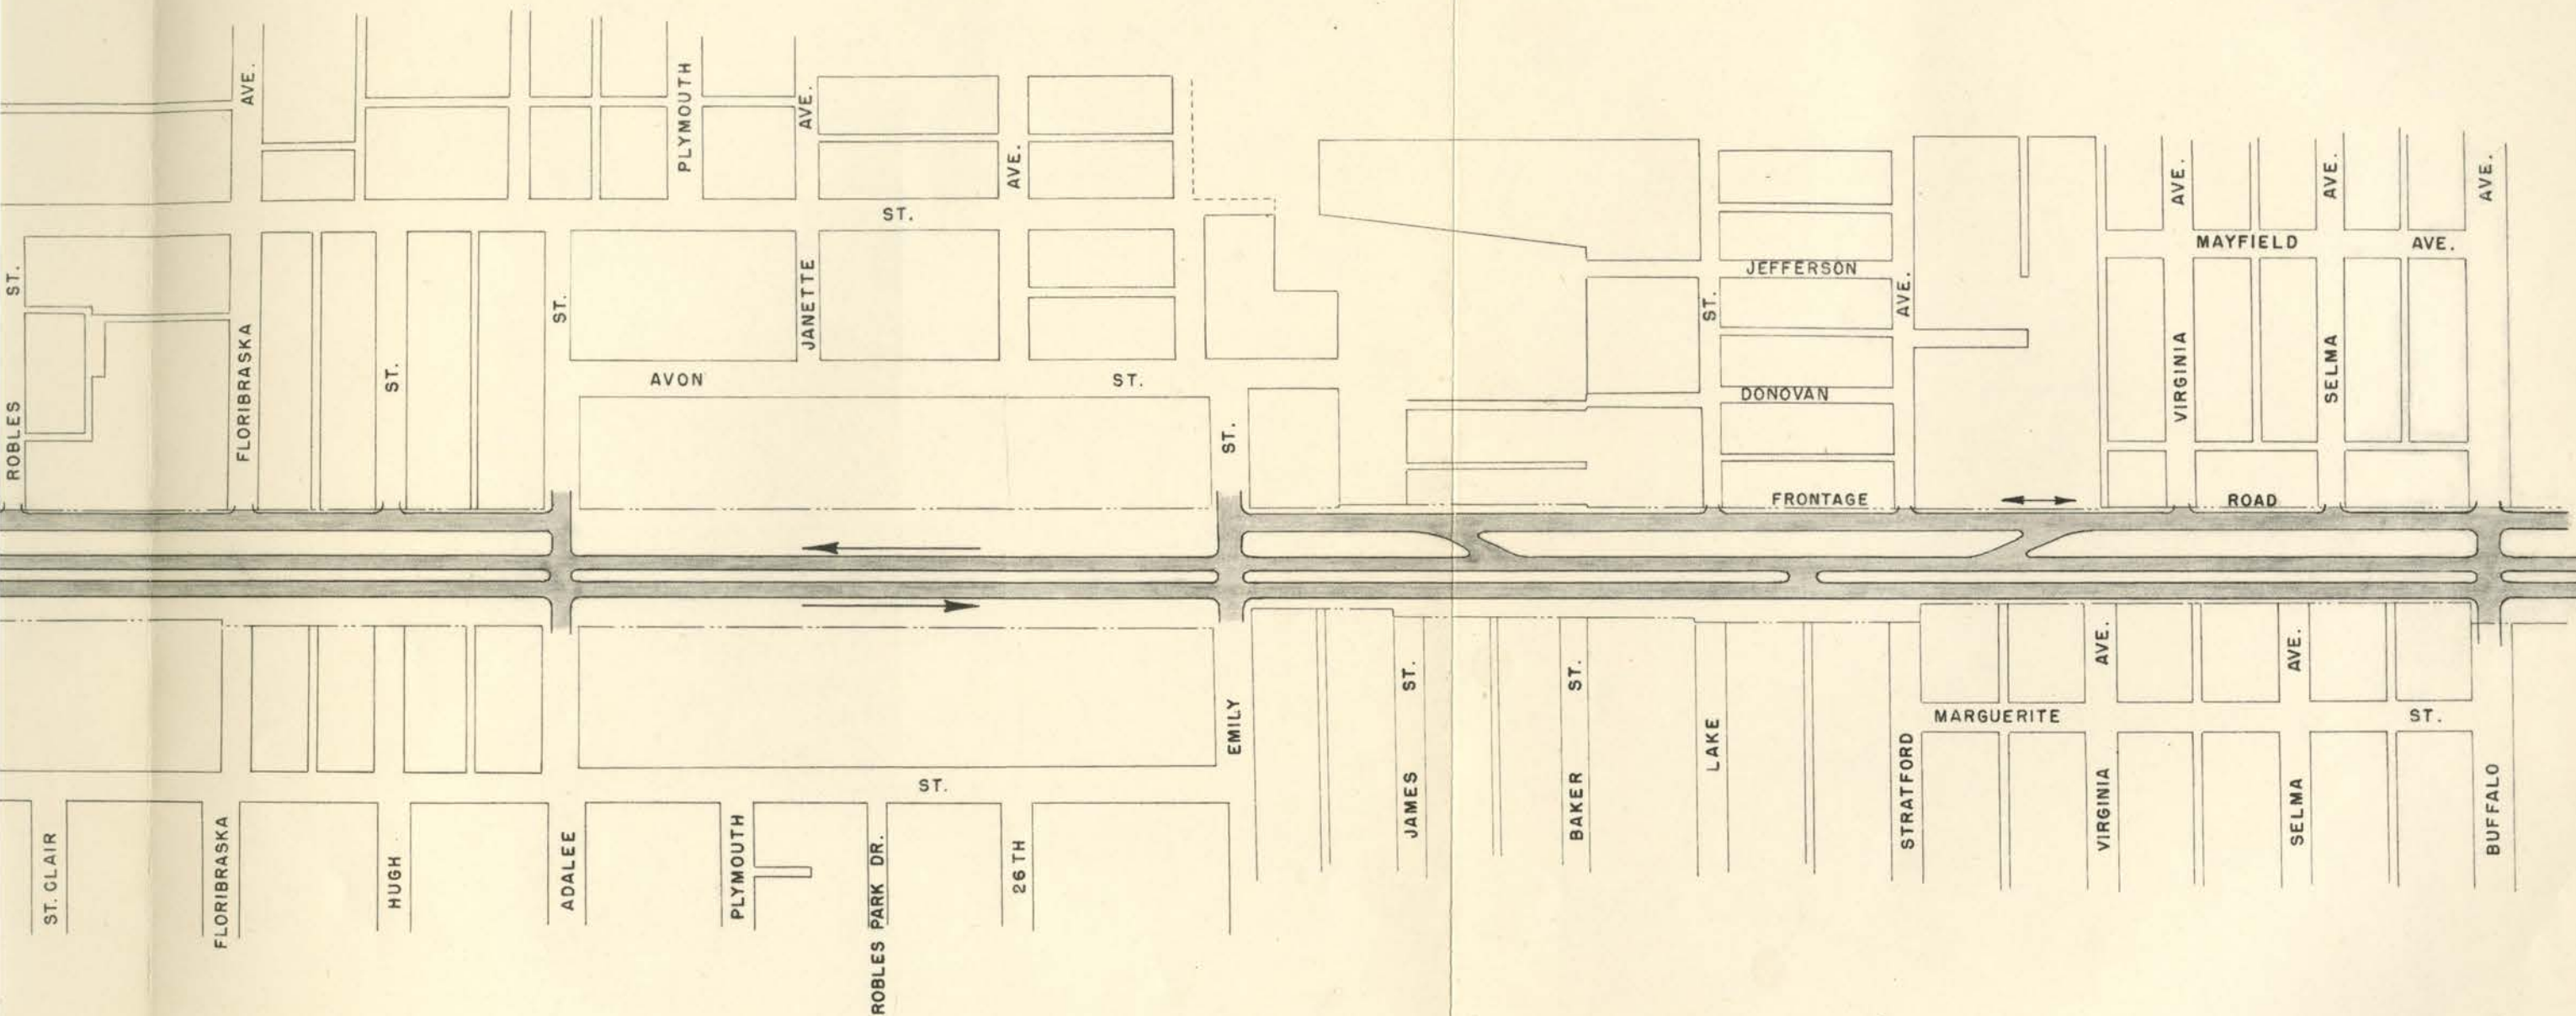 AVE.
PLYMOUTH
AVE.
AVE.
ST.
ST.
FLORIBRASKA
ROBLES
ST.
ST.
JANETTE
AVON
ST.
ST.
JEFFERSON
ST.
AVE.
DONOVAN
FRONTAGE
ROAD
AVE.
AVE.
AVE.
MAYFIELD AVE.
VIRGINIA
SELMA
ST. CLAIR
FLORIBRASKA
HUGH
ADALEE
PLYMOUTH
ROBLES PARK DR.
26TH
ST.
EMILY
JAMES ST.
BAKER ST.
LAKE
STRATFORD
MARGUERITE ST.
VIRGINIA AVE.
SELMA AVE.
BUFFALO